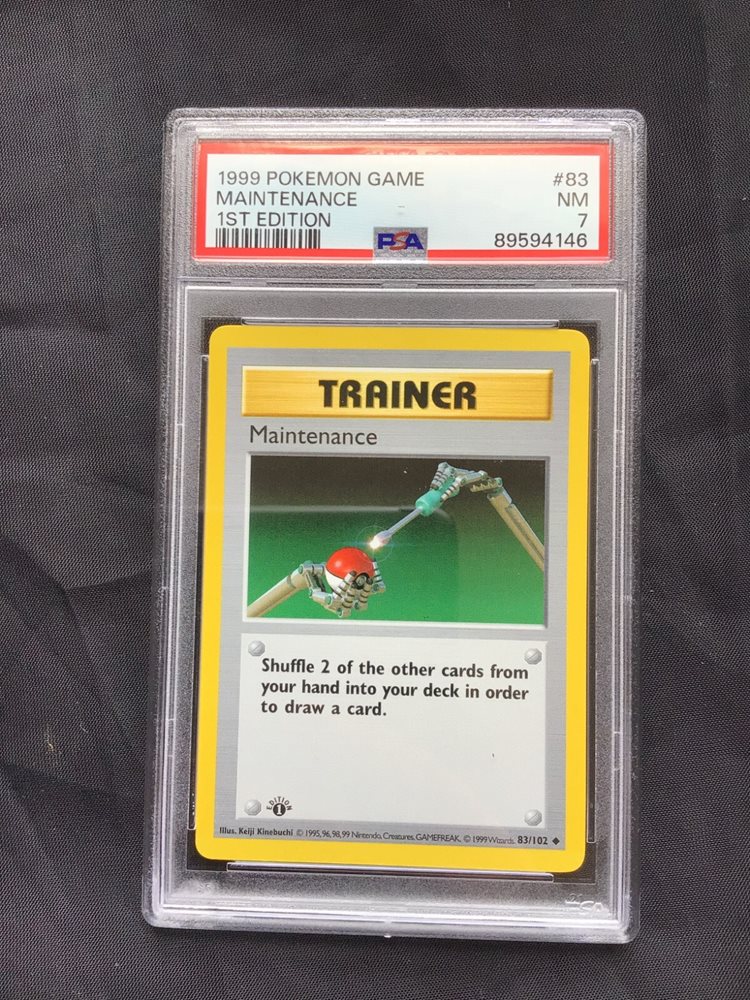 1999 POKEMON GAME #83
MAINTENANCE NM
1ST EDITION 7
PSA 89594146
TRAINER
Maintenance
Shuffle 2 of the other cards from
your hand into your deck in order
to draw a card.
EDITION
1
Illus. Keiji Kinebuchi © 1995, 96, 98, 99 Nintendo, Creatures, GAMEFREAK. © 1999 Wizards. 83/102 ◆